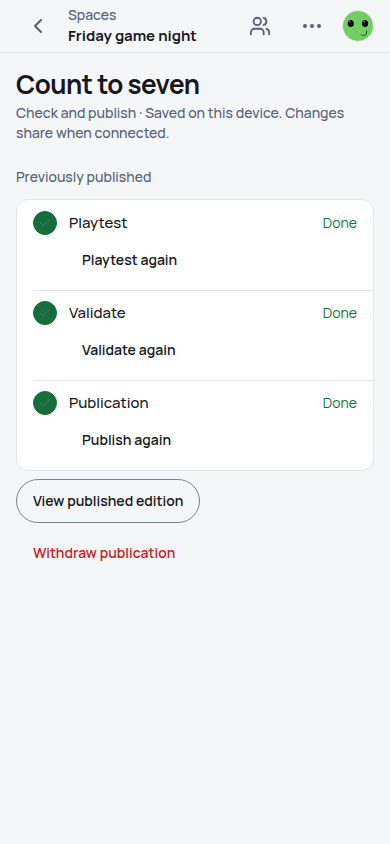 Spaces
Friday game night
Count to seven
Check and publish · Saved on this device. Changes
share when connected.
Previously published
Playtest
Done
Playtest again
Validate
Done
Validate again
Publication
Done
Publish again
View published edition
Withdraw publication